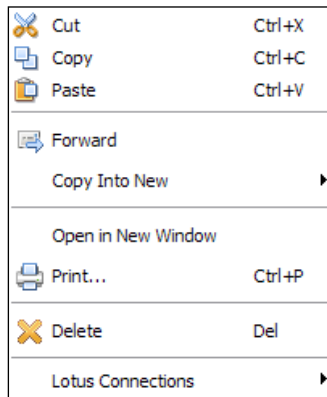 Cut Ctrl+X
Copy Ctrl+C
Paste Ctrl+V
Forward
Copy Into New
Open in New Window
Print... Ctrl+P
Delete Del
Lotus Connections